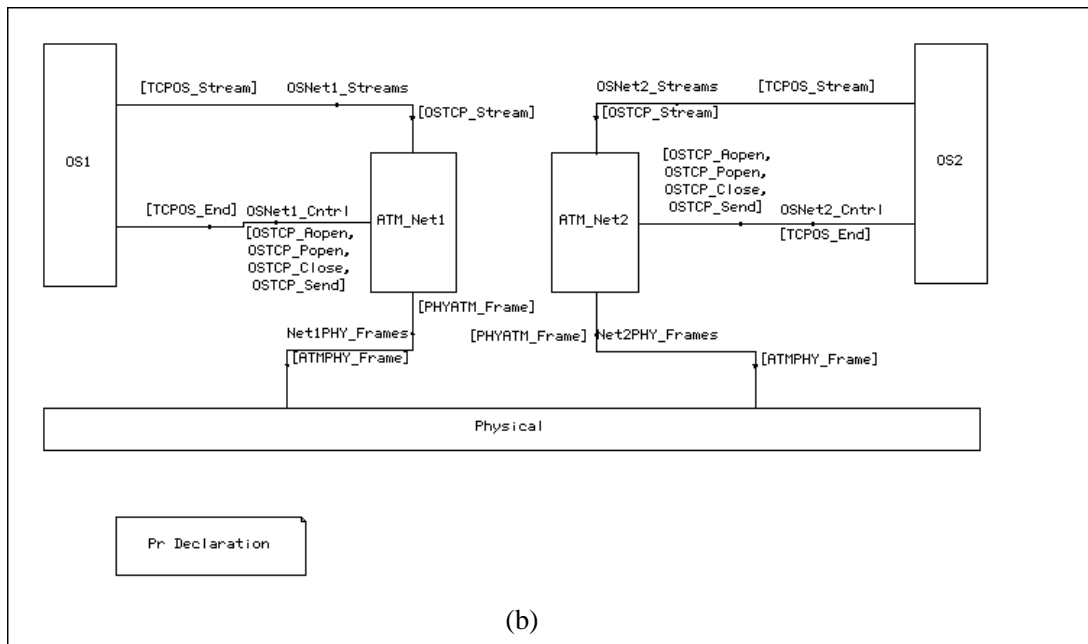 [TCPOS_Stream]
OSNet1_Streams
[OSTCP_Stream]
OSNet2_Streams
[TCPOS_Stream]
[OSTCP_Stream]
OS1
ATM_Net1
[TCPOS_End]
OSNet1_Cntrl
[OSTCP_Aopen,
OSTCP_Popen,
OSTCP_Close,
OSTCP_Send]
ATM_Net2
[OSTCP_Aopen,
OSTCP_Popen,
OSTCP_Close,
OSTCP_Send]
OSNet2_Cntrl
[TCPOS_End]
OS2
[PHYATM_Frame]
Net1PHY_Frames
[ATMPHY_Frame]
[PHYATM_Frame]
Net2PHY_Frames
[ATMPHY_Frame]
Physical
Pr Declaration
(b)